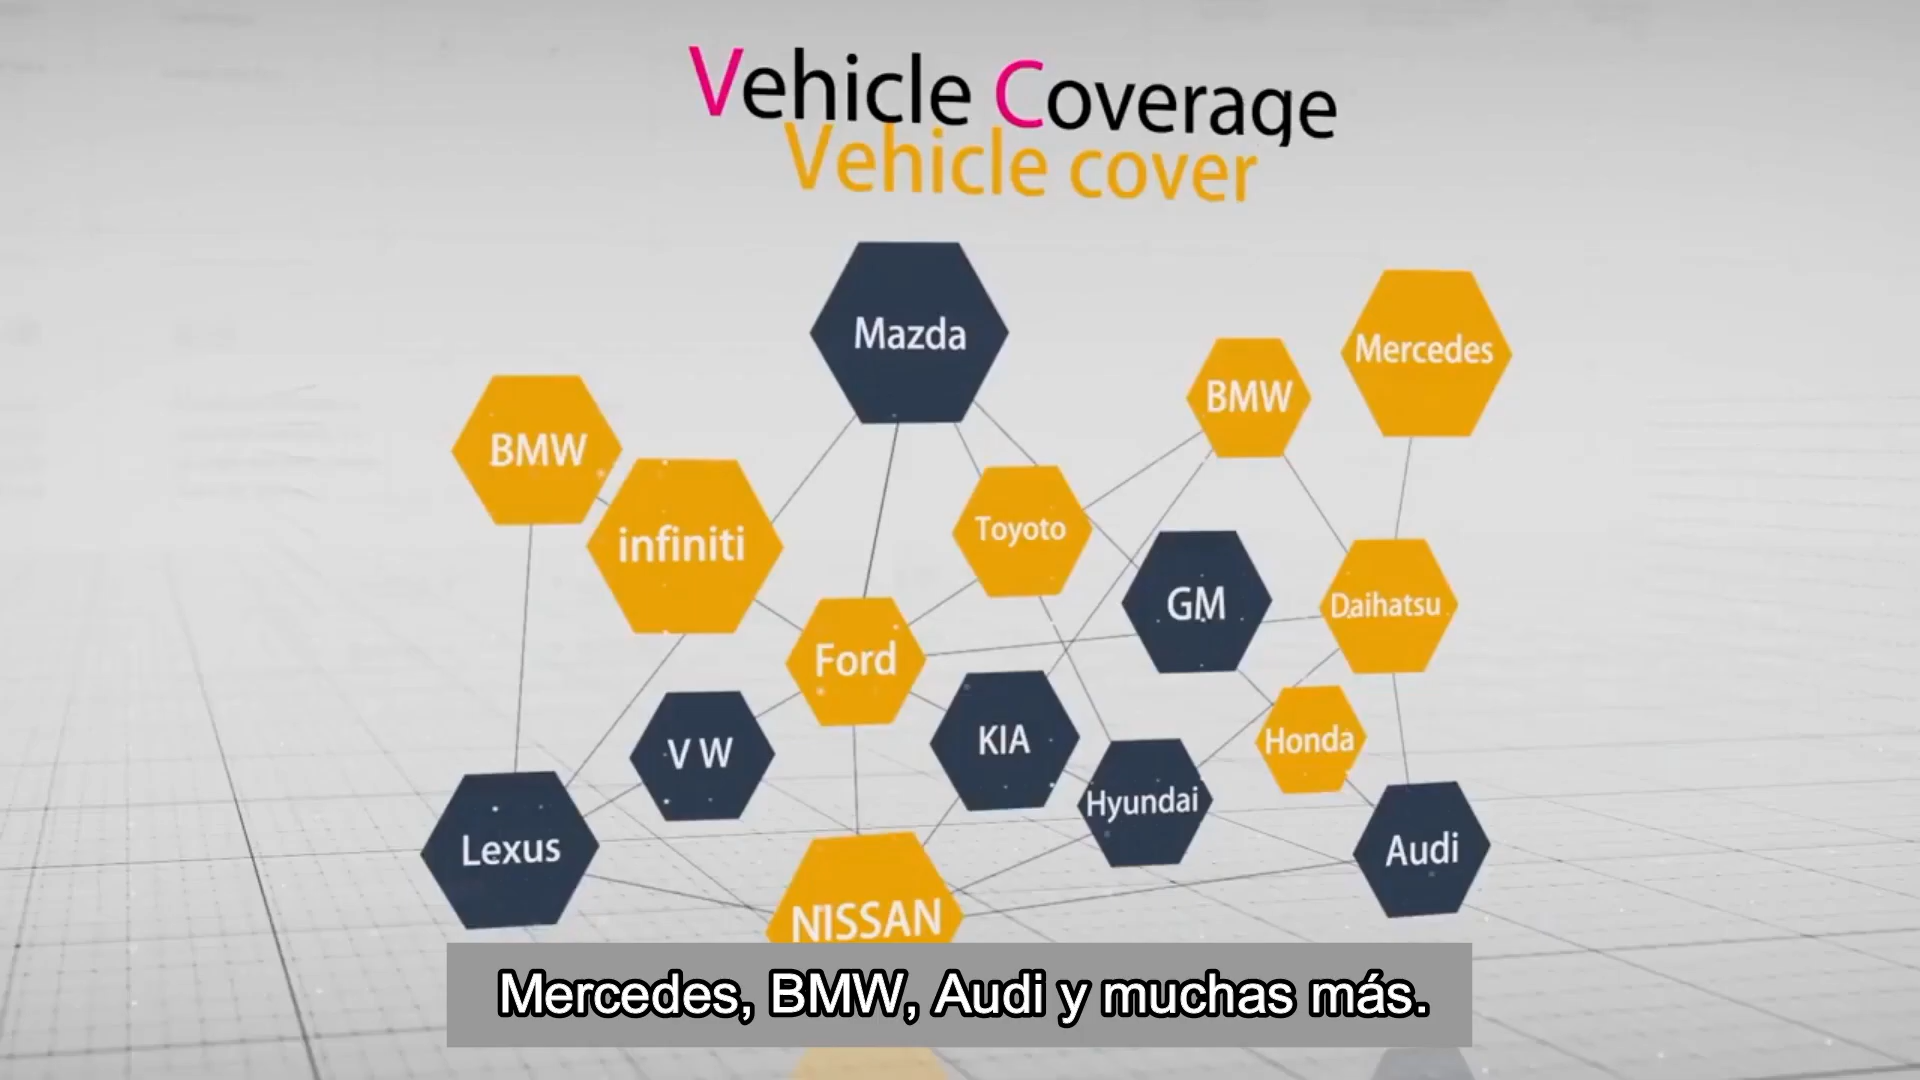 Vehicle Coverage
Vehicle cover
Mazda
Mercedes
BMW
BMW
infiniti
Toyoto
GM
Daihatsu
Ford
V W
KIA
Honda
Hyundai
Lexus
Audi
NISSAN
Mercedes, BMW, Audi y muchas más.